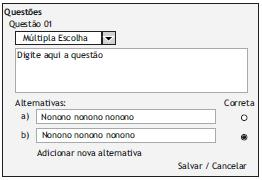 Questões
Questão 01
Múltipla Escolha
Digite aqui a questão
Alternativas: Correta
a) Nonono nonono nonono
b) Nonono nonono nonono
Adicionar nova alternativa
Salvar / Cancelar